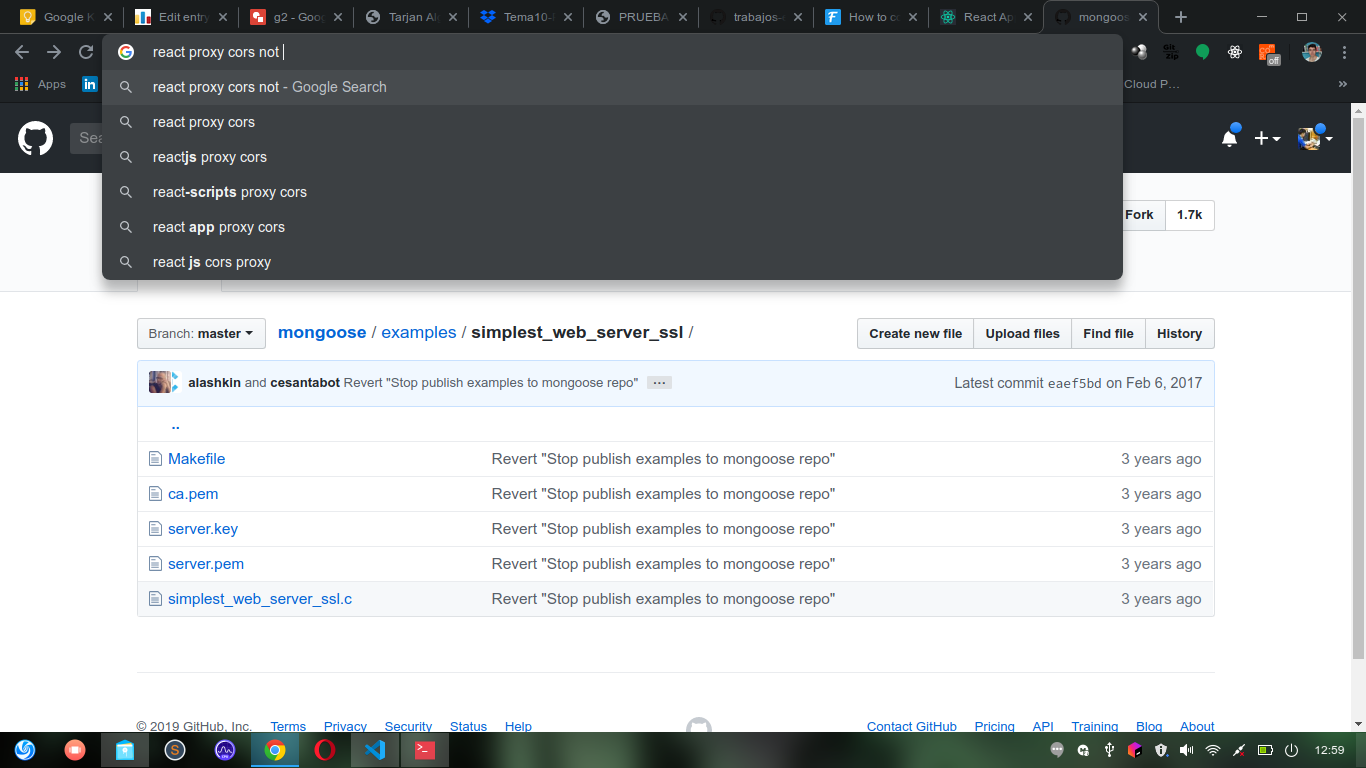 Google K
Edit entry
g2 - Goog
Tarjan Al
Tema10-
PRUEBA
trabajos-
How to co
React Ap
mongoos
react proxy cors not
Apps
Cloud P…
»
react proxy cors not - Google Search
react proxy cors
reactjs proxy cors
react-scripts proxy cors
react app proxy cors
react js cors proxy
off
Sea
Fork 1.7k
Branch: master
mongoose / examples / simplest_web_server_ssl /
Create new file Upload files Find file History
alashkin and cesantabot Revert "Stop publish examples to mongoose repo" …
Latest commit eaef5bd on Feb 6, 2017
..
Makefile Revert "Stop publish examples to mongoose repo" 3 years ago
ca.pem Revert "Stop publish examples to mongoose repo" 3 years ago
server.key Revert "Stop publish examples to mongoose repo" 3 years ago
server.pem Revert "Stop publish examples to mongoose repo" 3 years ago
simplest_web_server_ssl.c Revert "Stop publish examples to mongoose repo" 3 years ago
© 2019 GitHub, Inc. Terms Privacy Security Status Help
Contact GitHub Pricing API Training Blog About
12:59